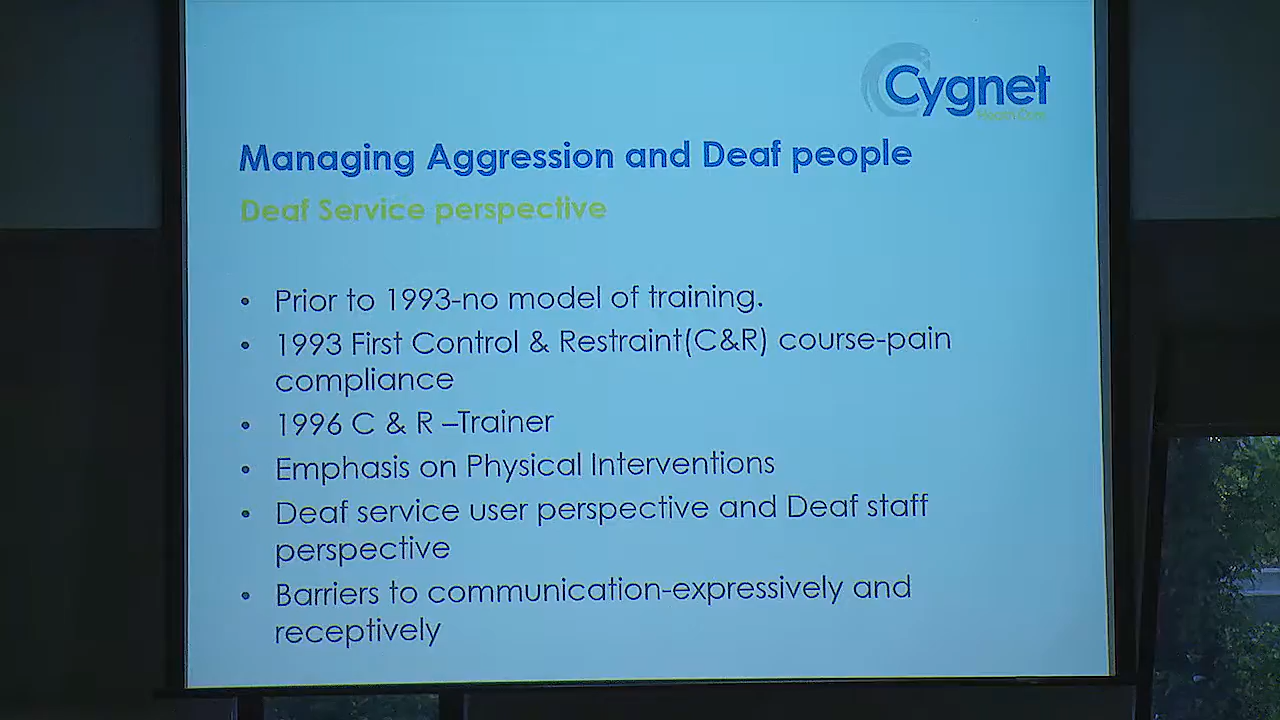 Cygnet
Health Care
Managing Aggression and Deaf people
Deaf Service perspective
• Prior to 1993-no model of training.
• 1993 First Control & Restraint(C&R) course-pain
compliance
• 1996 C & R –Trainer
• Emphasis on Physical Interventions
• Deaf service user perspective and Deaf staff
perspective
• Barriers to communication-expressively and
receptively